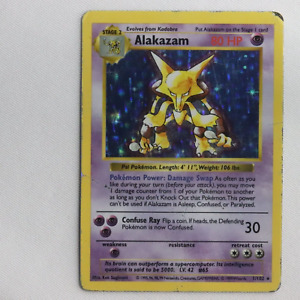 STAGE 2
Evolves from Kadabra
Put Alakazam on the Stage 1 card
Alakazam
80 HP
Psi Pokémon. Length: 4' 11", Weight: 106 lbs.
Pokémon Power: Damage Swap As often as you like
during your turn (before your attack), you may move 1
damage counter from 1 of your Pokémon to another as
long as you don't Knock Out that Pokémon. This power can't be used
if Alakazam is Asleep, Confused, or Paralyzed.
Confuse Ray Flip a coin. If heads, the Defending
Pokémon is now Confused.
30
weakness
resistance
retreat cost
Its brain can outperform a supercomputer. Its intelligence quotient
is said to be 5000. LV. 42 #65
Illus. Ken Sugimori
1/102